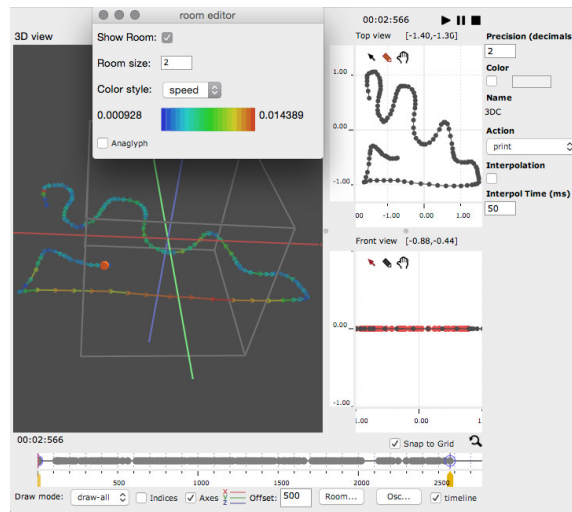 room editor
Show Room:
Room size: 2
Color style: speed
0.000928 0.014389
Anaglyph
3D view
00:02:566
Top view [-1.40,-1.30]
1.00
0.00
-1.00
00 -1.00 0.00 1.00
Front view [-0.88,-0.44]
0.00
-1.00
1.00 0.00 1
Precision (decimals
2
Color
Name
3DC
Action
print
Interpolation
Interpol Time (ms)
50
00:02:566
Snap to Grid
500 1000 1500 2000 2500
Draw mode: draw-all Indices Axes X Y Z Offset: 500 Room... Osc... timeline